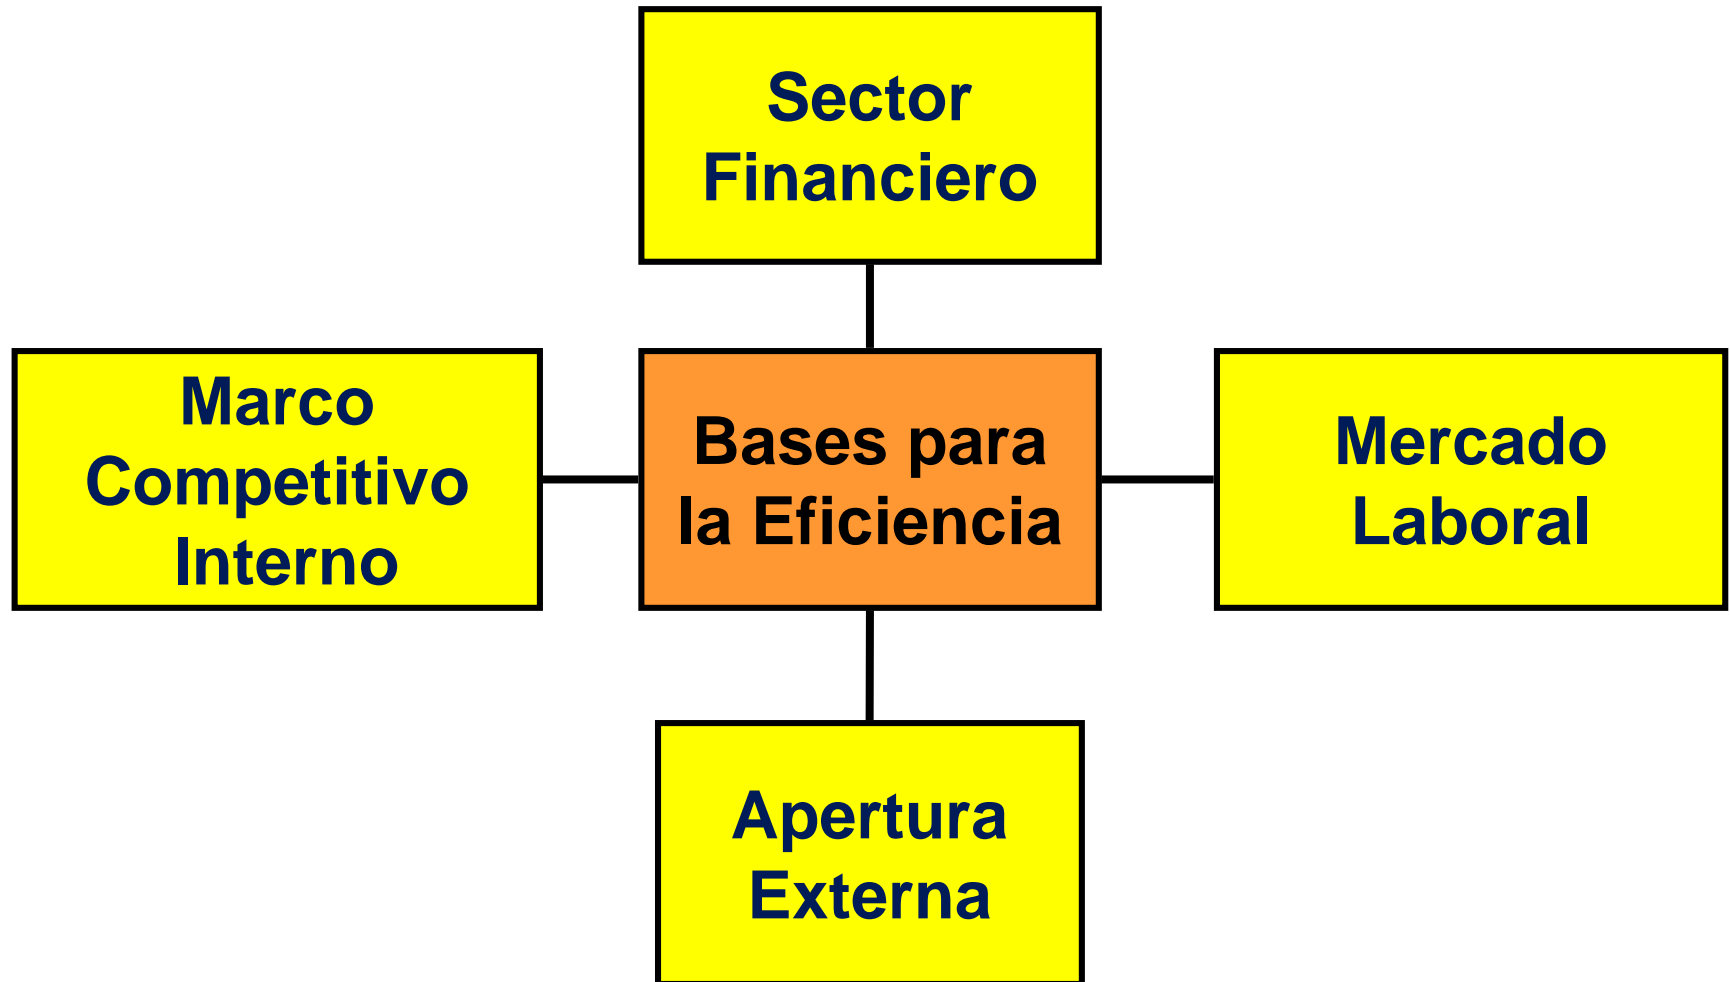 Sector
Financiero
Marco
Competitivo
Interno
Bases para
la Eficiencia
Mercado
Laboral
Apertura
Externa